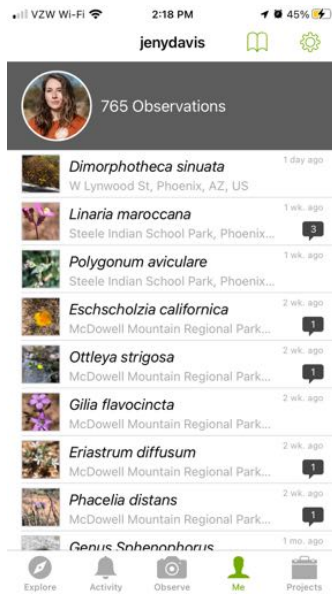 VZW Wi-Fi 2:18 PM 45%
jenydavis
765 Observations
Dimorphotheca sinuata 1 day ago
W Lynwood St, Phoenix, AZ, US
Linaria maroccana 1 wk. ago
Steele Indian School Park, Phoenix... 3
Polygonum aviculare 1 wk. ago
Steele Indian School Park, Phoenix...
Eschscholzia californica 2 wk. ago
McDowell Mountain Regional Park... 1
Ottleya strigosa 2 wk. ago
McDowell Mountain Regional Park... 1
Gilia flavocincta 2 wk. ago
McDowell Mountain Regional Park...
Eriastrum diffusum 2 wk. ago
McDowell Mountain Regional Park... 1
Phacelia distans 2 wk. ago
McDowell Mountain Regional Park... 1
Genus Sphenophorus 1 mo. ago
Explore Activity Observe Me Projects